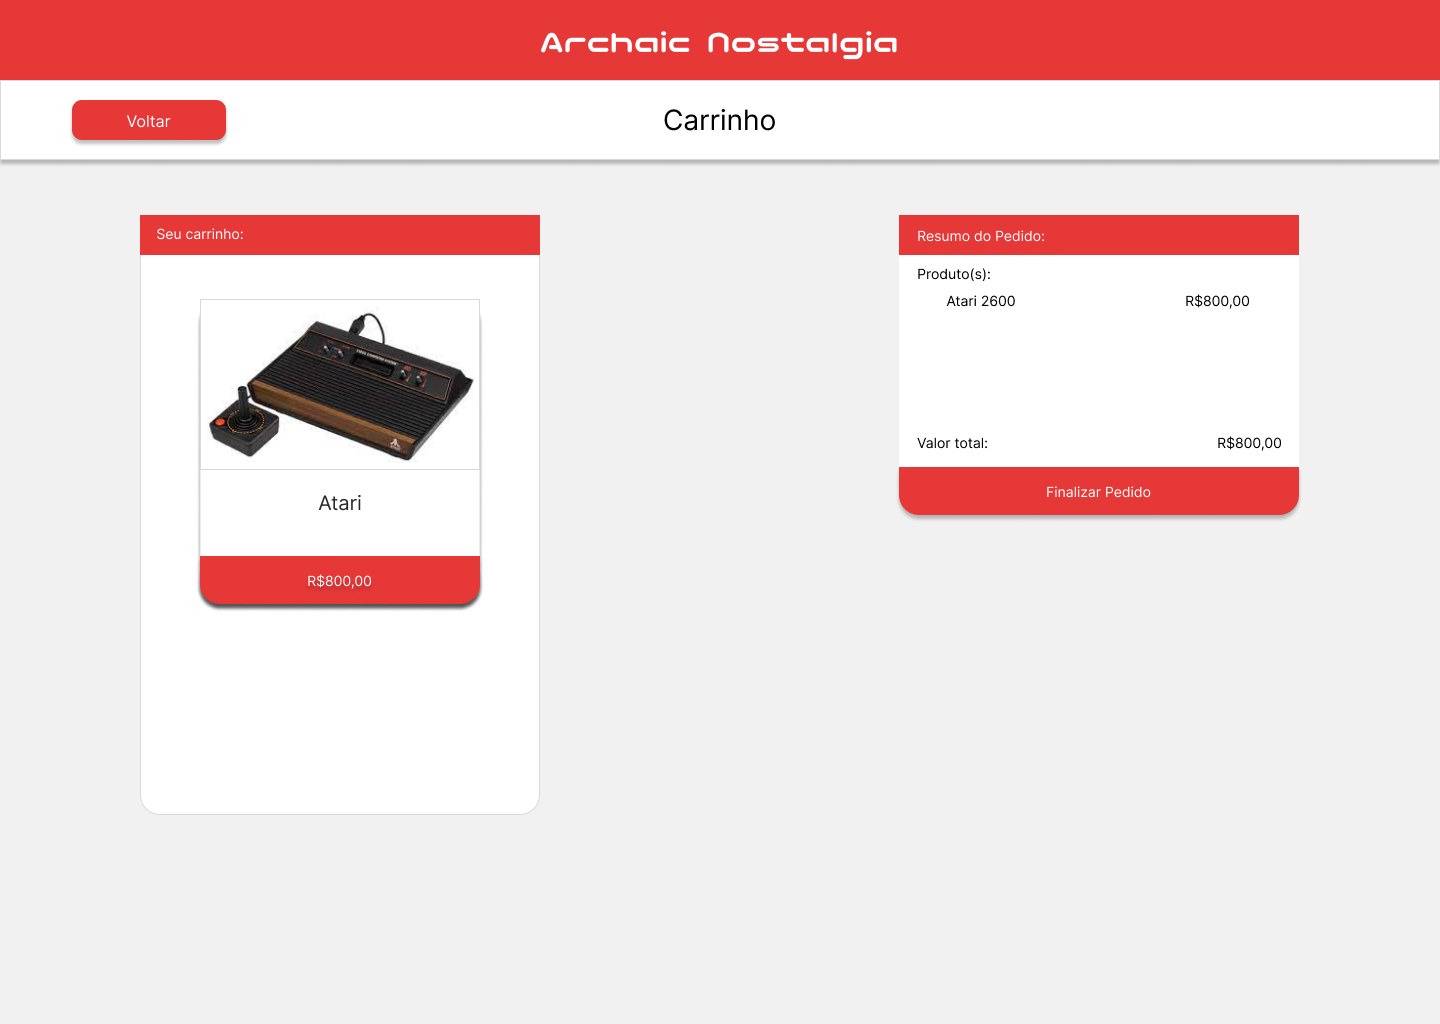 Archaic Nostalgia
Voltar
Carrinho
Seu carrinho:
Atari
R$800,00
Resumo do Pedido:
Produto(s):
Atari 2600 R$800,00
Valor total: R$800,00
Finalizar Pedido